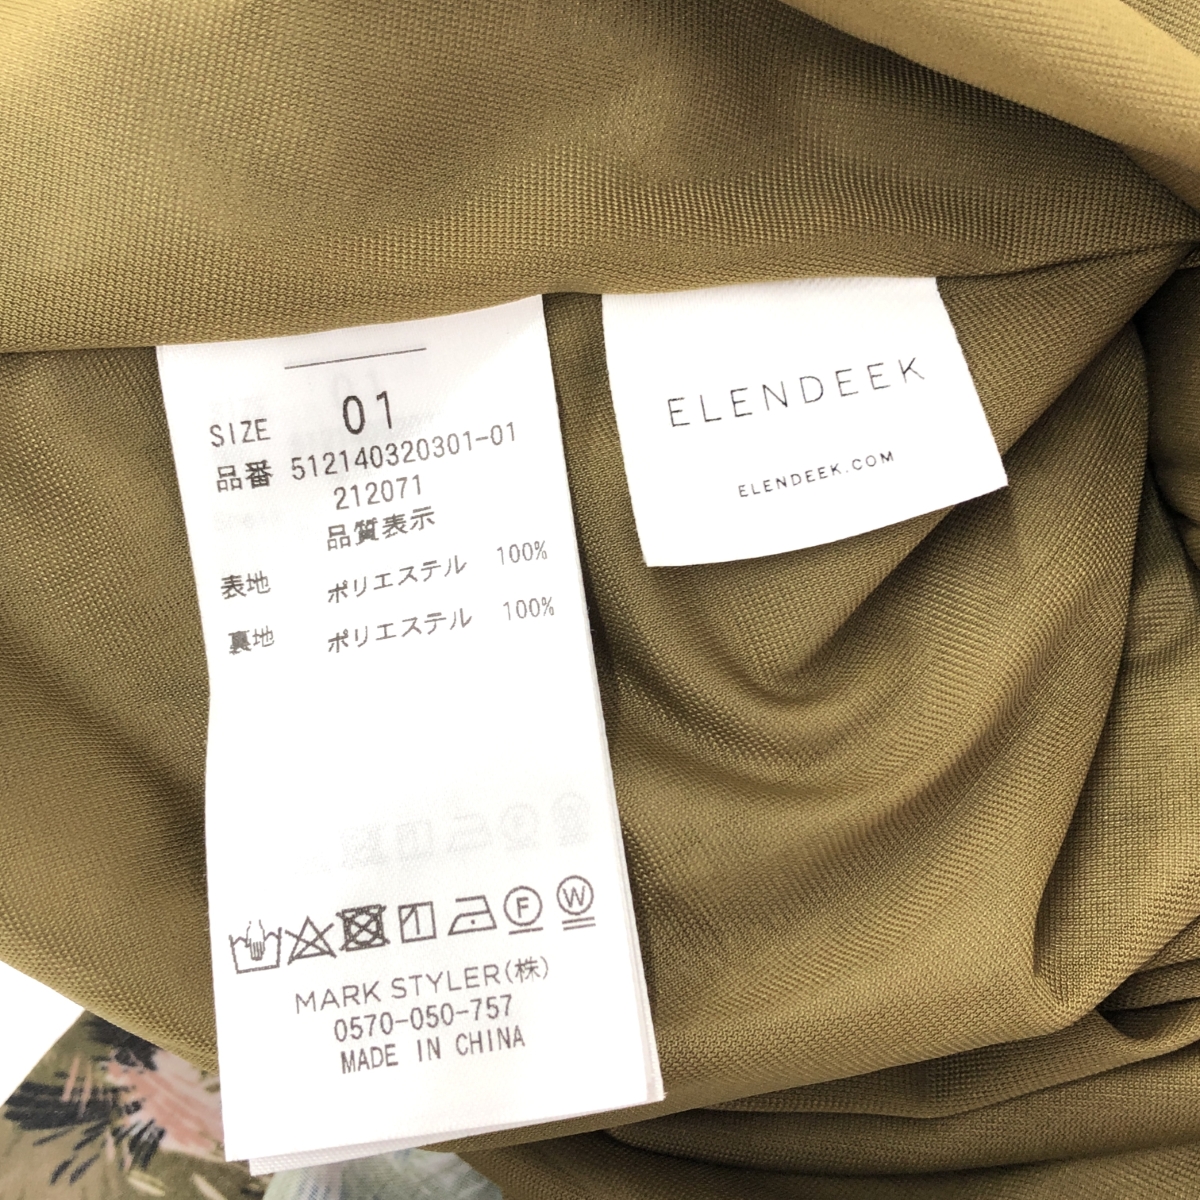 SIZE 01
品番 512140320301-01
212071
品質表示
表地 ポリエステル 100%
裏地 ポリエステル 100%
F W
MARK STYLER(株)
0570-050-757
MADE IN CHINA
ELENDEEK
ELENDEEK.COM